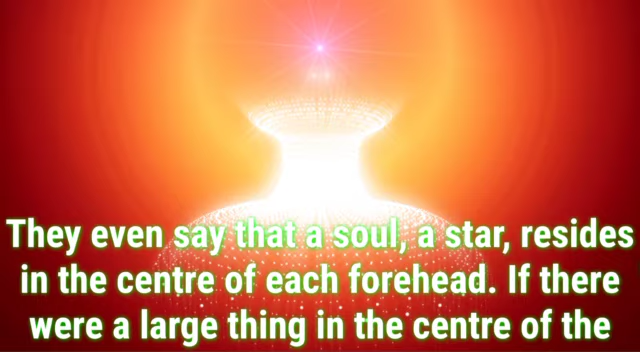 They even say that a soul, a star, resides
in the centre of each forehead. If there
were a large thing in the centre of the